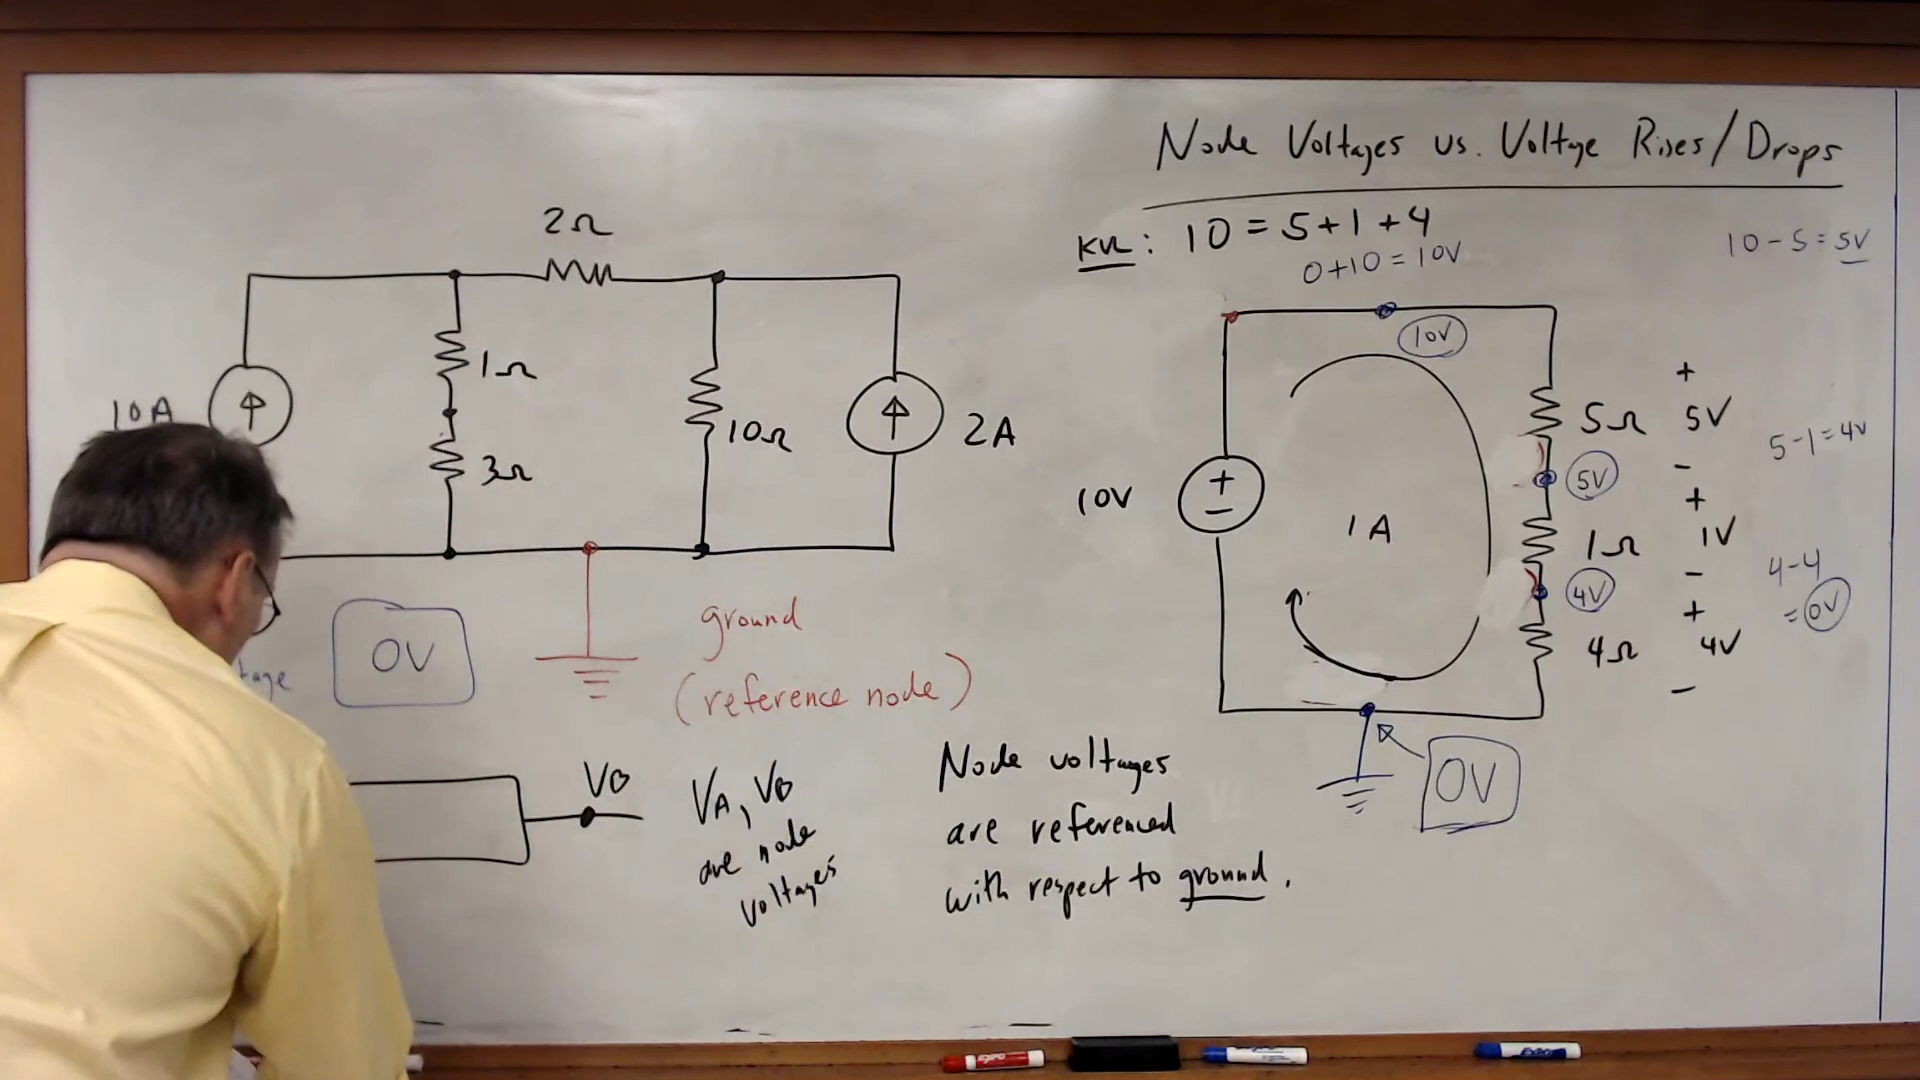 Node Voltages vs. Voltage Rises/Drops
KVL: 10 = 5 + 1 + 4
0+10 = 10V
10 - 5 = 5V
2Ω
1Ω
10A
3Ω
10Ω
2A
0V
ground
(reference node)
VB
VA, VB
are node
voltages
Node voltages
are referenced
with respect to ground.
10V
10V
1A
5Ω
+
5V
-
5-1=4V
5V
1Ω
+
1V
-
4-4
=0V
4V
4Ω
+
4V
-
0V
expo
expo